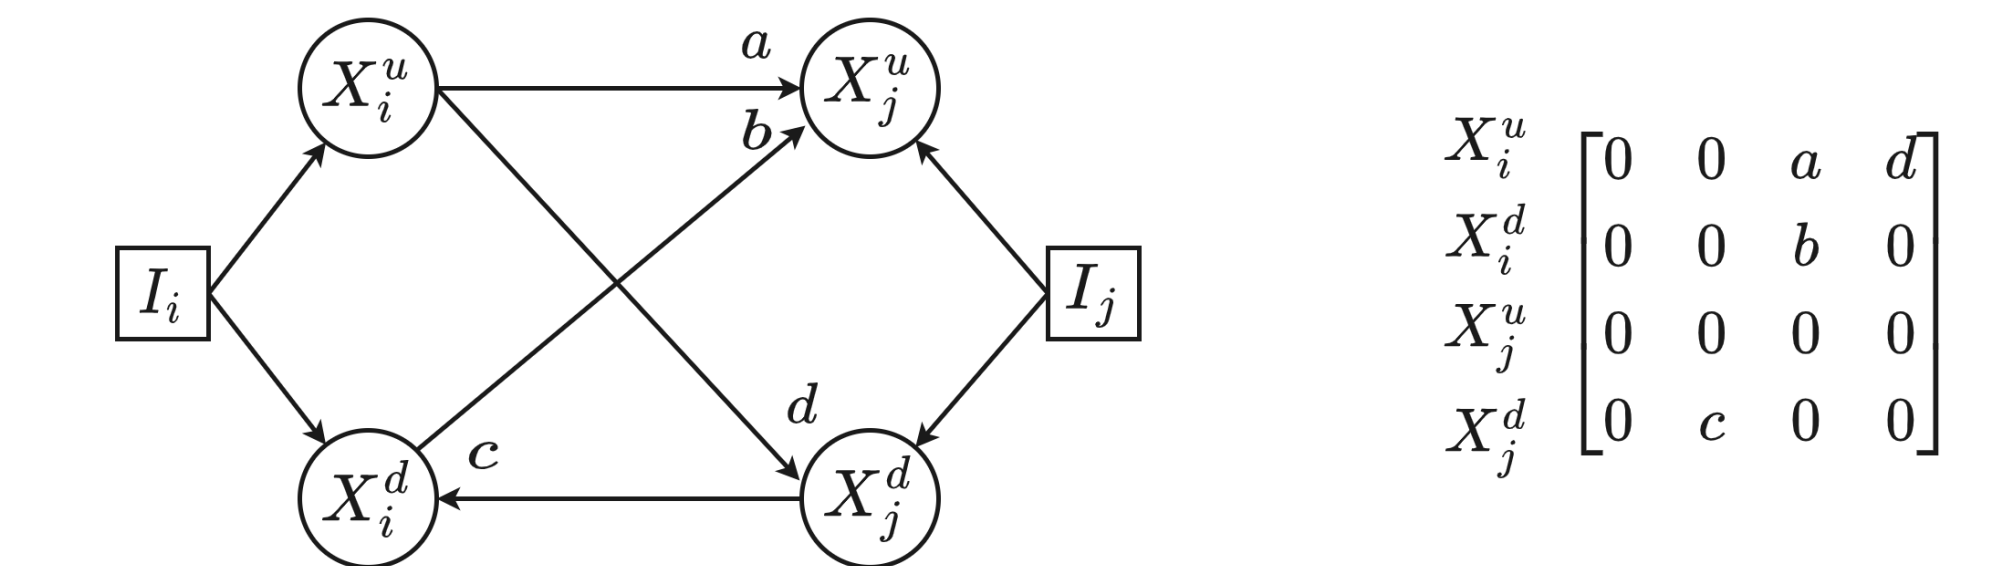 X_i^u
a
X_j^u
b
I_i
I_j
d
c
X_i^d
X_j^d
X_i^u 0 0 a d
X_i^d 0 0 b 0
X_j^u 0 0 0 0
X_j^d 0 c 0 0